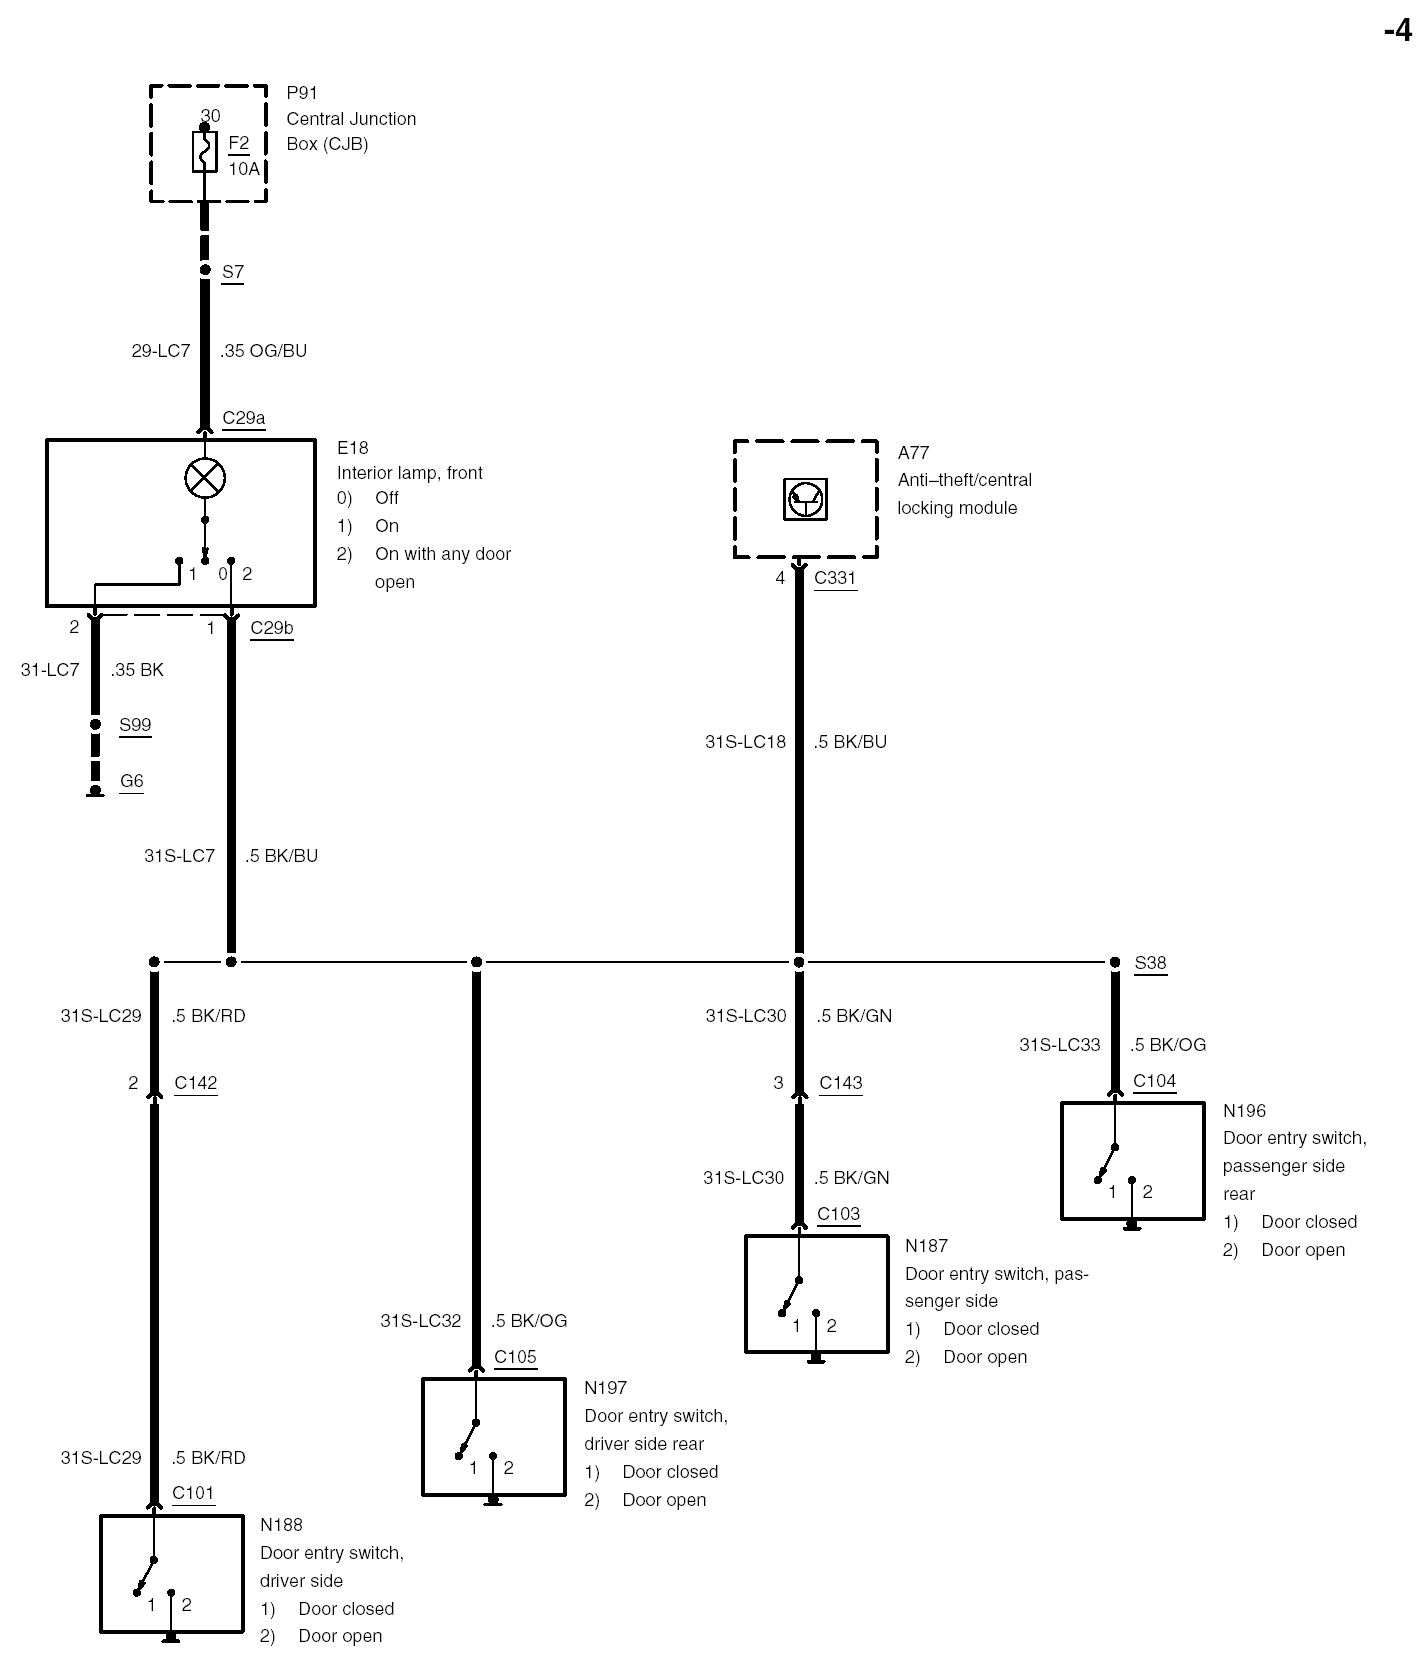 -4
P91
Central Junction
Box (CJB)
30
F2
10A
S7
29-LC7 .35 OG/BU
C29a
E18
Interior lamp, front
0) Off
1) On
2) On with any door
open
1 0 2
2 1 C29b
31-LC7 .35 BK
S99
G6
31S-LC7 .5 BK/BU
A77
Anti–theft/central
locking module
4 C331
31S-LC18 .5 BK/BU
S38
31S-LC29 .5 BK/RD
2 C142
31S-LC30 .5 BK/GN
3 C143
31S-LC33 .5 BK/OG
C104
N196
Door entry switch,
passenger side
rear
1) Door closed
2) Door open
1 2
31S-LC30 .5 BK/GN
C103
N187
Door entry switch, pas-
senger side
1) Door closed
2) Door open
1 2
31S-LC32 .5 BK/OG
C105
N197
Door entry switch,
driver side rear
1) Door closed
2) Door open
1 2
31S-LC29 .5 BK/RD
C101
N188
Door entry switch,
driver side
1) Door closed
2) Door open
1 2